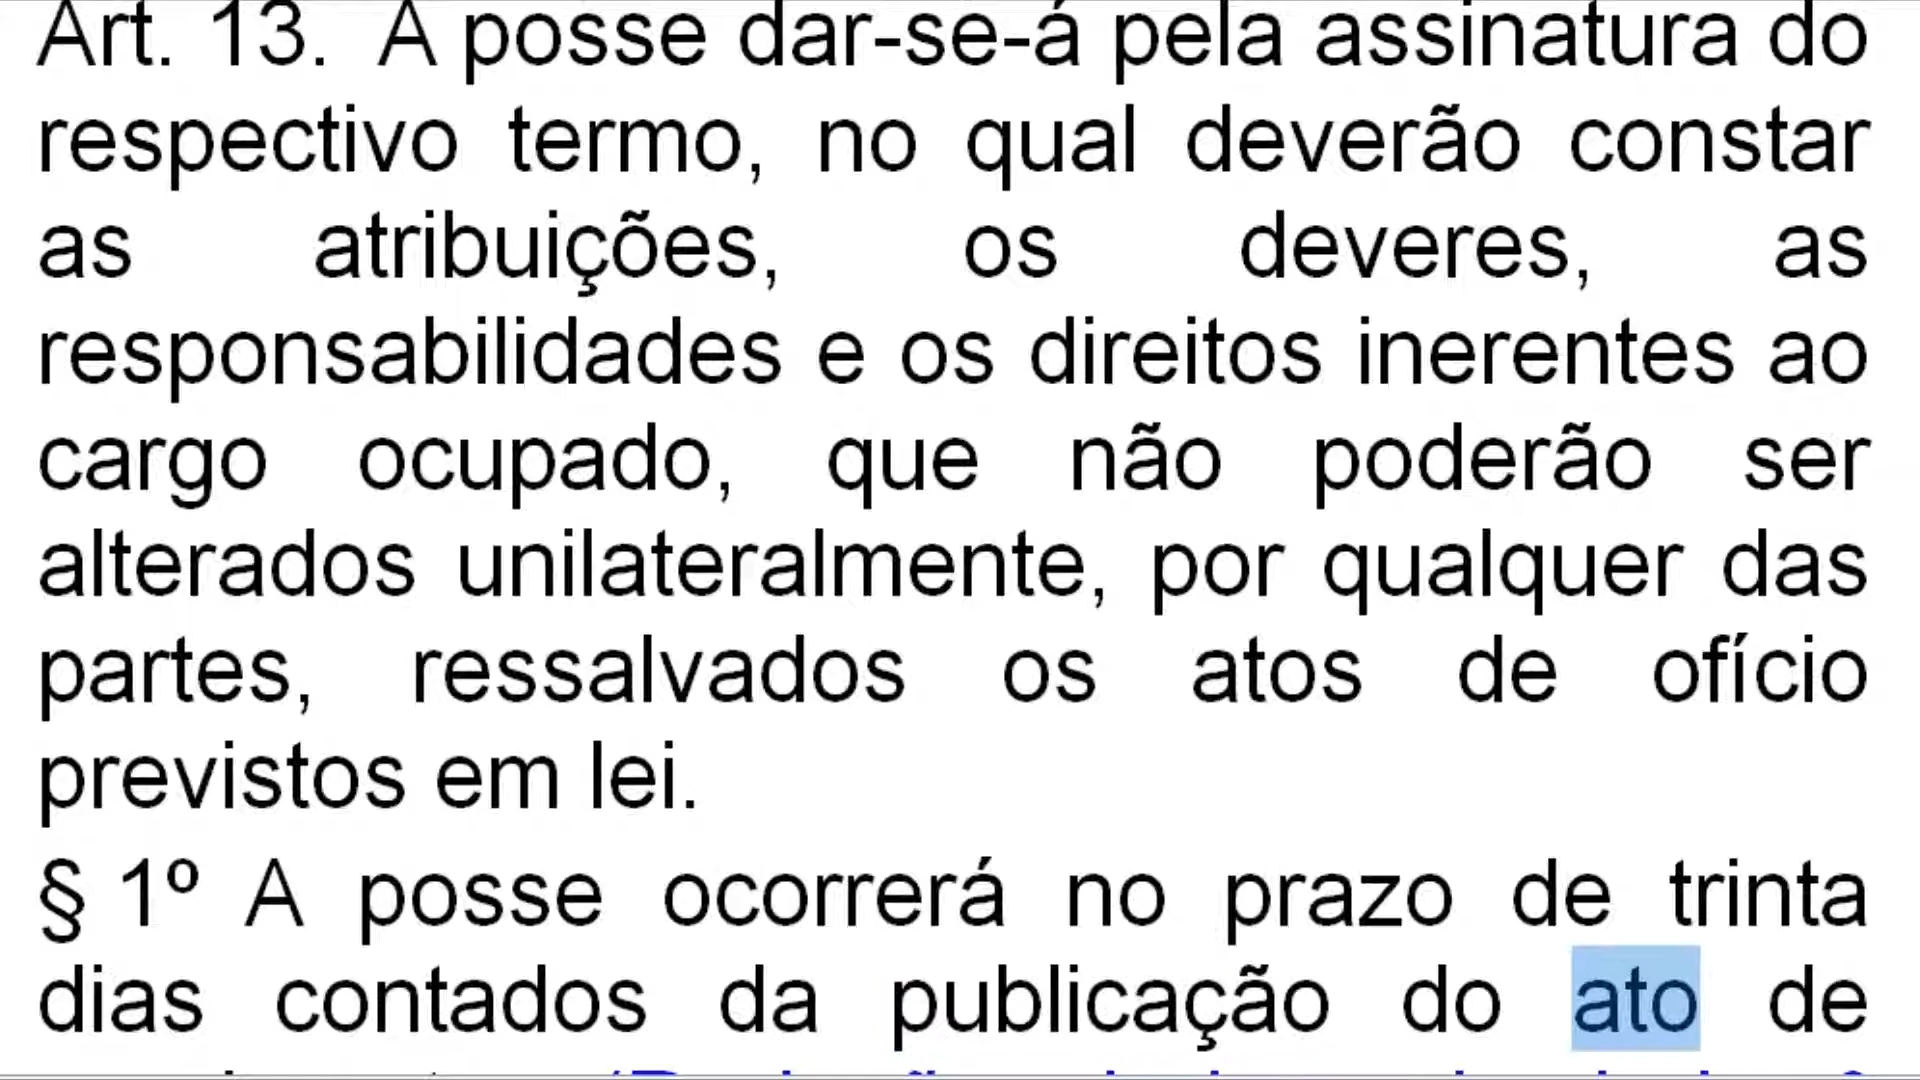 Art. 13. A posse dar-se-á pela assinatura do
respectivo termo, no qual deverão constar
as atribuições, os deveres, as
responsabilidades e os direitos inerentes ao
cargo ocupado, que não poderão ser
alterados unilateralmente, por qualquer das
partes, ressalvados os atos de ofício
previstos em lei.
§ 1º A posse ocorrerá no prazo de trinta
dias contados da publicação do ato de